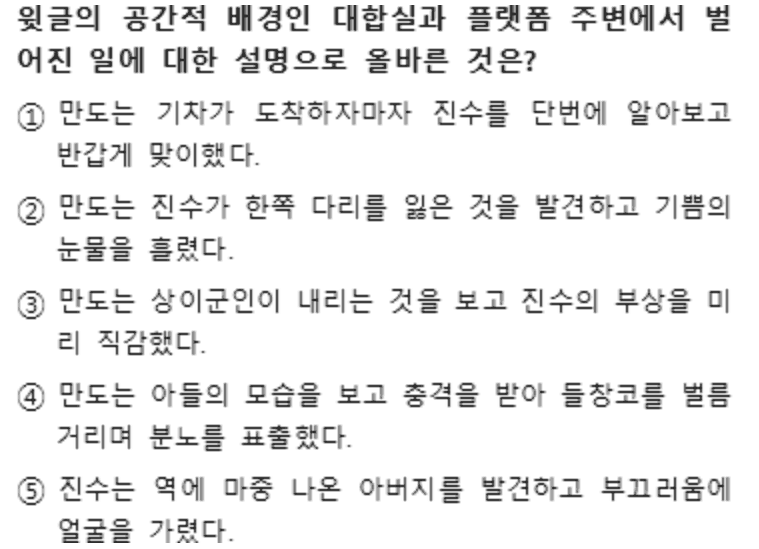 윗글의 공간적 배경인 대합실과 플랫폼 주변에서 벌
어진 일에 대한 설명으로 올바른 것은?
① 만도는 기차가 도착하자마자 진수를 단번에 알아보고
반갑게 맞이했다.
② 만도는 진수가 한쪽 다리를 잃은 것을 발견하고 기쁨의
눈물을 흘렸다.
③ 만도는 상이군인이 내리는 것을 보고 진수의 부상을 미
리 직감했다.
④ 만도는 아들의 모습을 보고 충격을 받아 들창코를 벌름
거리며 분노를 표출했다.
⑤ 진수는 역에 마중 나온 아버지를 발견하고 부끄러움에
얼굴을 가렸다.